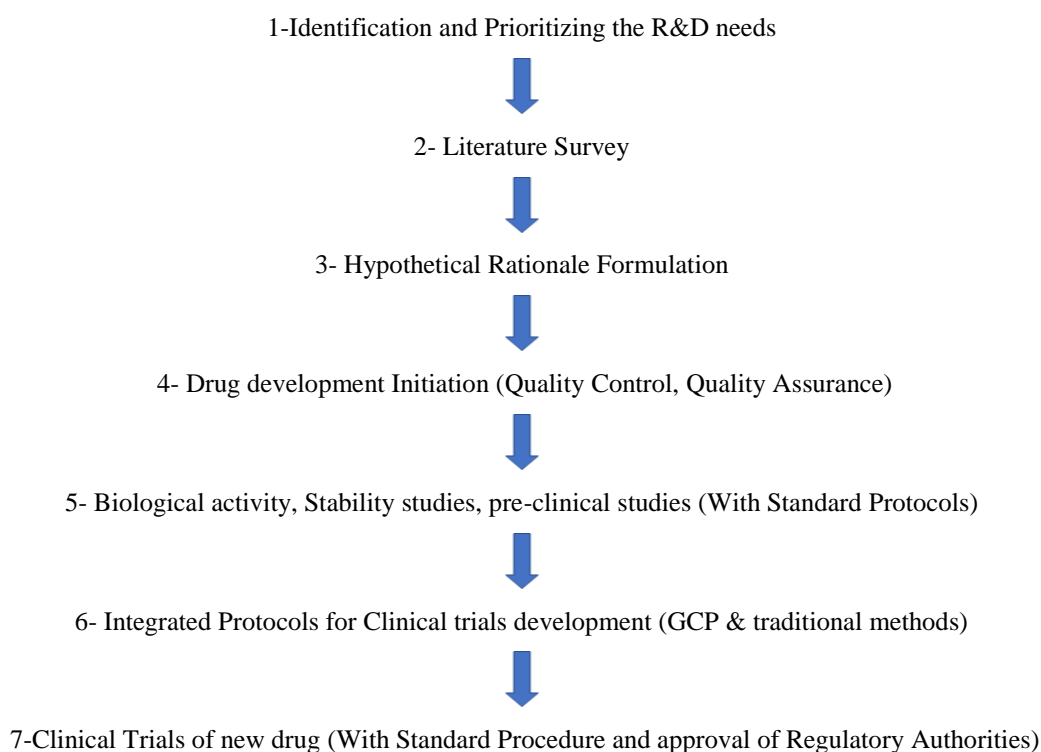 1-Identification and Prioritizing the R&D needs
2- Literature Survey
3- Hypothetical Rationale Formulation
4- Drug development Initiation (Quality Control, Quality Assurance)
5- Biological activity, Stability studies, pre-clinical studies (With Standard Protocols)
6- Integrated Protocols for Clinical trials development (GCP & traditional methods)
7-Clinical Trials of new drug (With Standard Procedure and approval of Regulatory Authorities)